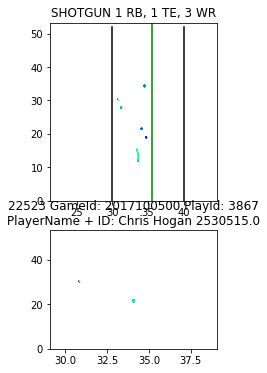 SHOTGUN 1 RB, 1 TE, 3 WR
50
40
30
20
10
0
25 30 35 40
22523 GameId: 2017100500 PlayId: 3867
PlayerName + ID: Chris Hogan 2530515.0
40
20
0
30.0 32.5 35.0 37.5